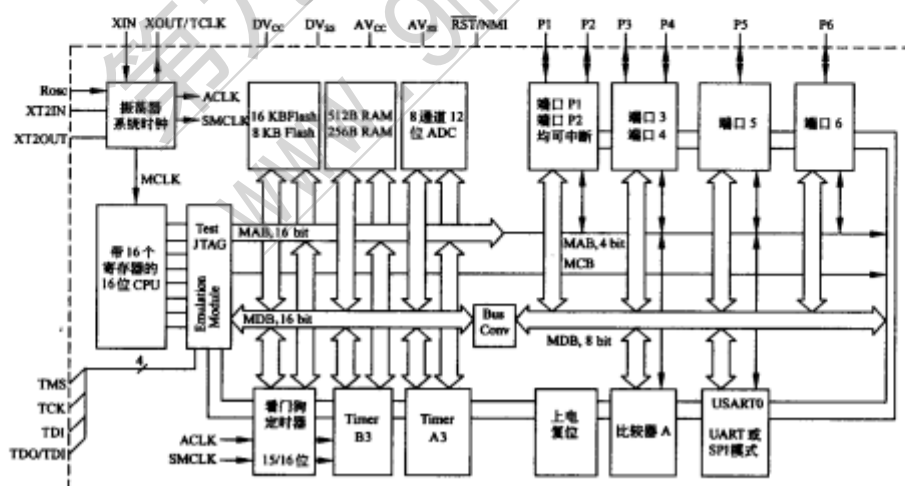 XIN
XOUT/TCLK
DVCC
DVSS
AVCC
AVSS
RST/NMI
P1
P2
P3
P4
P5
P6
Rosc
XT2IN
XT2OUT
振荡器
系统时钟
ACLK
SMCLK
MCLK
16 KBFlash
8 KB Flash
512B RAM
256B RAM
8通道12
位 ADC
端口 P1
端口 P2
均可中断
端口 3
端口 4
端口 5
端口 6
带16个
寄存器的
16位 CPU
Test
JTAG
Emulation
Module
MAB, 16 bit
MAB, 4 bit
MCB
MDB, 16 bit
Bus
Conv
MDB, 8 bit
4
TMS
TCK
TDI
TDO/TDI
ACLK
SMCLK
看门狗
定时器
15/16位
Timer
B3
Timer
A3
上电
复位
比较器 A
USART0
UART 或
SPI模式